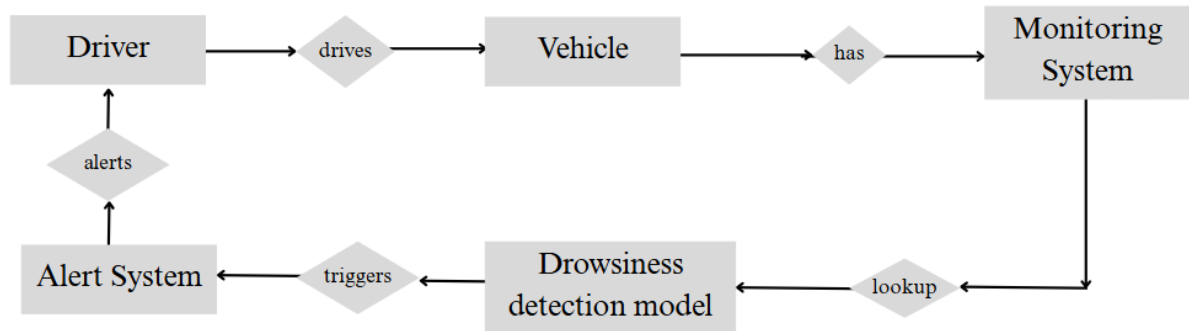 Driver
drives
Vehicle
has
Monitoring
System
alerts
Alert System
triggers
Drowsiness
detection model
lookup